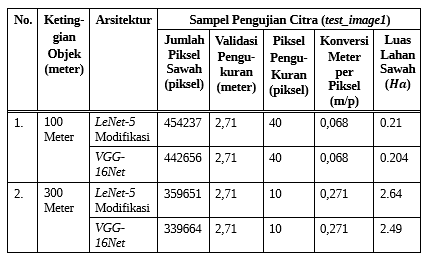 No. Keting- Arsitektur Sampel Pengujian Citra (test_image1)
gian
Objek
(meter)
Jumlah Validasi Piksel Konversi Luas
Piksel Pengu- Pengu- Meter Lahan
Sawah kuran Kuran per Sawah
(piksel) (meter) (piksel) Piksel (Ha)
(m/p)
1. 100 LeNet-5 454237 2,71 40 0,068 0.21
Meter Modifikasi
VGG- 442656 2,71 40 0,068 0.204
16Net
2. 300 LeNet-5 359651 2,71 10 0,271 2.64
Meter Modifikasi
VGG- 339664 2,71 10 0,271 2.49
16Net